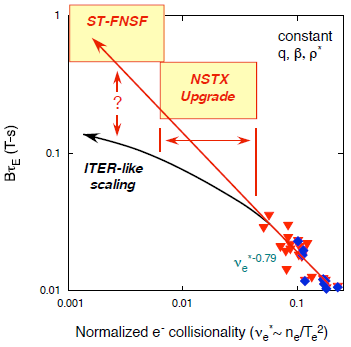 1
ST-FNSF
constant
q, β, ρ*
NSTX
Upgrade
?
BτE (T-s)
0.1
ITER-like
scaling
νe*-0.79
0.01
0.001
0.01
0.1
Normalized e- collisionality (νe*~ ne/Te2)